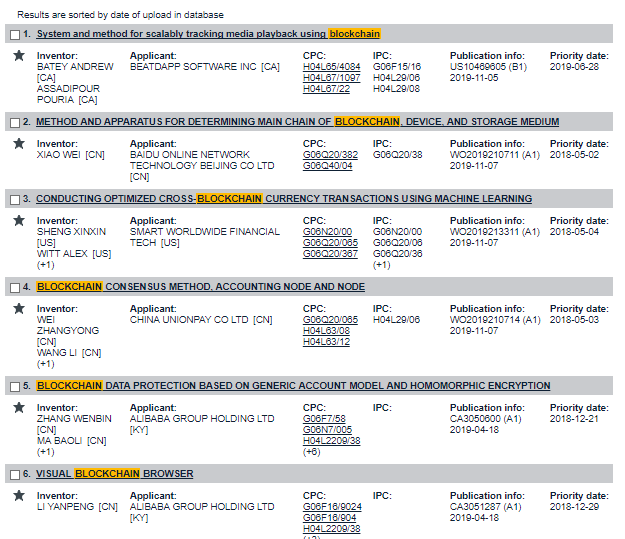 Results are sorted by date of upload in database
1. System and method for scalably tracking media playback using blockchain
Inventor: Applicant: CPC: IPC: Publication info: Priority date:
BATEY ANDREW BEATDAPP SOFTWARE INC [CA] H04L65/4084 G06F15/16 US10469605 (B1) 2019-06-28
[CA] H04L67/1097 H04L29/06 2019-11-05
ASSADIPOUR H04L67/22 H04L29/08
POURIA [CA]
2. METHOD AND APPARATUS FOR DETERMINING MAIN CHAIN OF BLOCKCHAIN, DEVICE, AND STORAGE MEDIUM
Inventor: Applicant: CPC: IPC: Publication info: Priority date:
XIAO WEI [CN] BAIDU ONLINE NETWORK G06Q20/382 G06Q20/38 WO2019210711 (A1) 2018-05-02
TECHNOLOGY BEIJING CO LTD G06Q40/04 2019-11-07
[CN]
3. CONDUCTING OPTIMIZED CROSS-BLOCKCHAIN CURRENCY TRANSACTIONS USING MACHINE LEARNING
Inventor: Applicant: CPC: IPC: Publication info: Priority date:
SHENG XINXIN SMART WORLDWIDE FINANCIAL G06N20/00 G06N20/00 WO2019213311 (A1) 2018-05-04
[US] TECH [US] G06Q20/065 G06Q20/06 2019-11-07
WITT ALEX [US] G06Q20/367 G06Q20/36
(+1) (+1)
4. BLOCKCHAIN CONSENSUS METHOD, ACCOUNTING NODE AND NODE
Inventor: Applicant: CPC: IPC: Publication info: Priority date:
WEI CHINA UNIONPAY CO LTD [CN] G06Q20/065 H04L29/06 WO2019210714 (A1) 2018-05-03
ZHANGYONG H04L63/08 2019-11-07
[CN] H04L63/12
WANG LI [CN]
(+1)
5. BLOCKCHAIN DATA PROTECTION BASED ON GENERIC ACCOUNT MODEL AND HOMOMORPHIC ENCRYPTION
Inventor: Applicant: CPC: IPC: Publication info: Priority date:
ZHANG WENBIN ALIBABA GROUP HOLDING LTD G06F7/58 CA3050600 (A1) 2018-12-21
[CN] [KY] G06N7/005 2019-04-18
MA BAOLI [CN] H04L2209/38
(+1) (+6)
6. VISUAL BLOCKCHAIN BROWSER
Inventor: Applicant: CPC: IPC: Publication info: Priority date:
LI YANPENG [CN] ALIBABA GROUP HOLDING LTD G06F16/9024 CA3051287 (A1) 2018-12-29
[KY] G06F16/904 2019-04-18
H04L2209/38